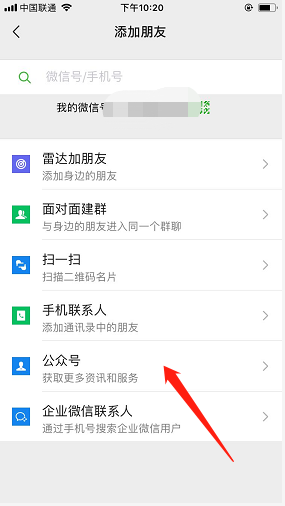 中国联通
下午10:20
添加朋友
微信号/手机号
我的微信号
雷达加朋友
添加身边的朋友
面对面建群
与身边的朋友进入同一个群聊
扫一扫
扫描二维码名片
手机联系人
添加通讯录中的朋友
公众号
获取更多资讯和服务
企业微信联系人
通过手机号搜索企业微信用户